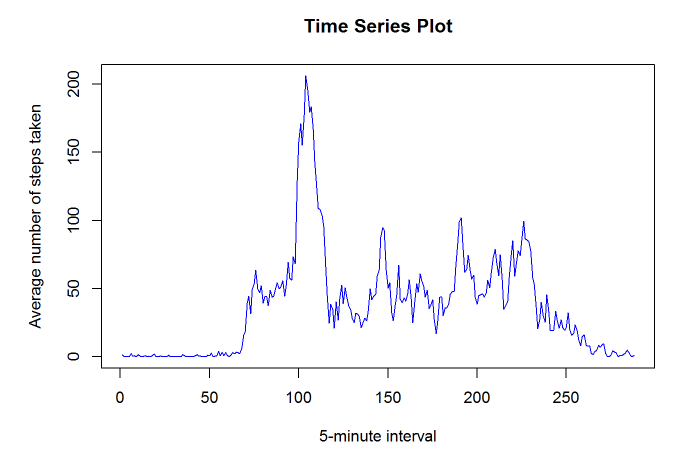 Time Series Plot
Average number of steps taken
200
150
100
50
0
0 50 100 150 200 250
5-minute interval